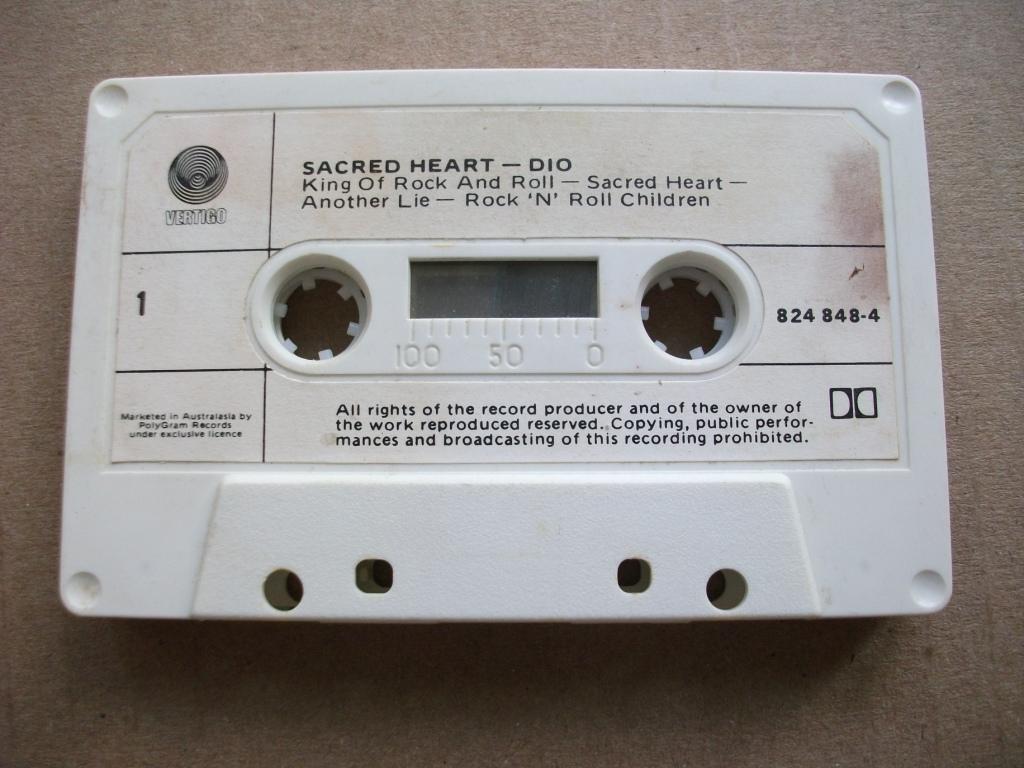 SACRED HEART — DIO
King Of Rock And Roll — Sacred Heart —
Another Lie — Rock 'N' Roll Children
VERTIGO
1
824 848-4
100 50 0
Marketed in Australasia by
PolyGram Records
under exclusive licence
All rights of the record producer and of the owner of
the work reproduced reserved. Copying, public perfor-
mances and broadcasting of this recording prohibited.